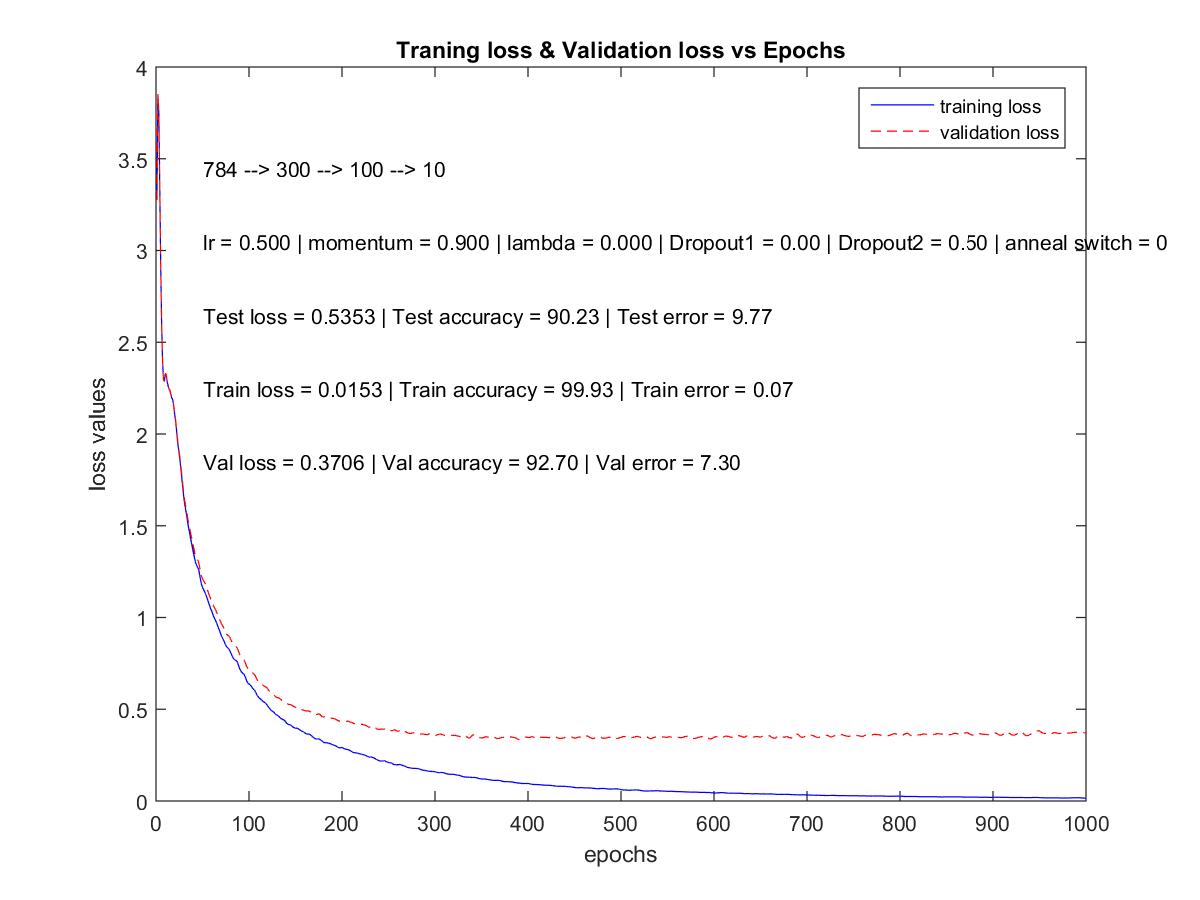 Traning loss & Validation loss vs Epochs
4
training loss
validation loss
3.5
784 --> 300 --> 100 --> 10
3
lr = 0.500 | momentum = 0.900 | lambda = 0.000 | Dropout1 = 0.00 | Dropout2 = 0.50 | anneal switch = 0
2.5
Test loss = 0.5353 | Test accuracy = 90.23 | Test error = 9.77
Train loss = 0.0153 | Train accuracy = 99.93 | Train error = 0.07
2
Val loss = 0.3706 | Val accuracy = 92.70 | Val error = 7.30
loss values
1.5
1
0.5
0
0 100 200 300 400 500 600 700 800 900 1000
epochs